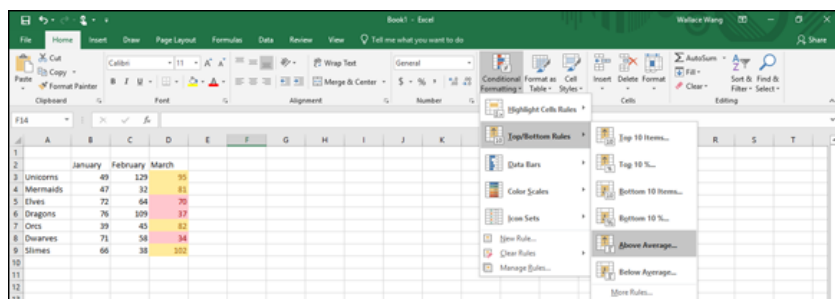 Book1 - Excel
Wallace Wang
File Home Insert Draw Page Layout Formulas Data Review View Tell me what you want to do Share
Cut
Copy
Format Painter
Paste
Clipboard
Calibri 11
B I U
Font
Wrap Text
Merge & Center
Alignment
General
$ - % ,
Number
Conditional Formatting
Format as Table
Cell Styles
Insert Delete Format
Cells
AutoSum
Fill
Clear
Sort & Filter
Find & Select
Editing
F14 fx
A B C D E F G H I J K R S T
1
2 January February March
3 Unicorns 49 129 95
4 Mermaids 47 32 81
5 Elves 72 64 70
6 Dragons 76 109 37
7 Orcs 39 45 82
8 Dwarves 71 58 34
9 Slimes 66 38 102
10
11
12
Highlight Cells Rules
Top/Bottom Rules
Data Bars
Color Scales
Icon Sets
New Rule...
Clear Rules
Manage Rules...
Top 10 Items...
Top 10 %...
Bottom 10 Items...
Bottom 10 %...
Above Average...
Below Average...
More Rules...